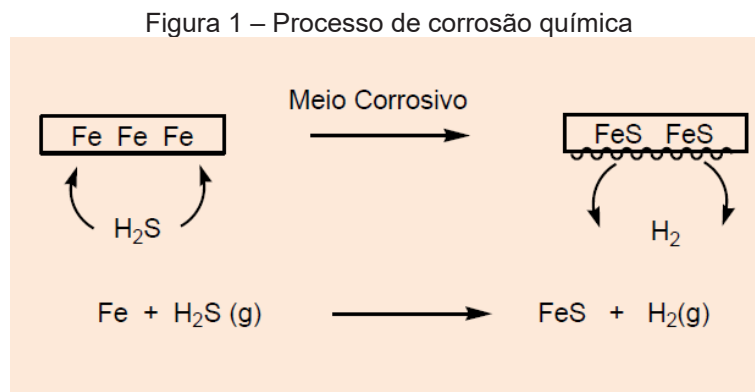 Figura 1 – Processo de corrosão química
Meio Corrosivo
Fe Fe Fe
FeS FeS
H₂S
H₂
Fe + H₂S (g)
FeS + H₂(g)